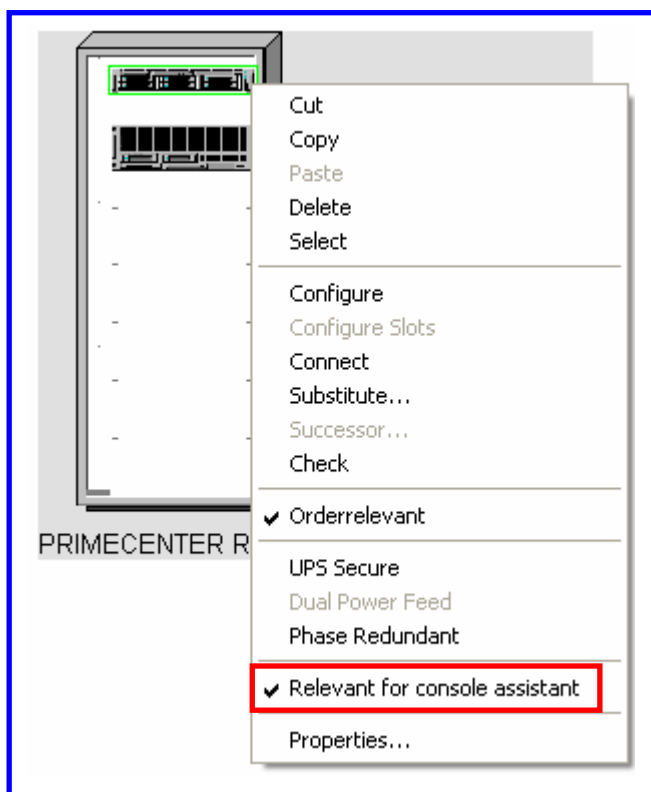 Cut
Copy
Paste
Delete
Select
Configure
Configure Slots
Connect
Substitute...
Successor...
Check
Orderrelevant
PRIMECENTER R
UPS Secure
Dual Power Feed
Phase Redundant
Relevant for console assistant
Properties...